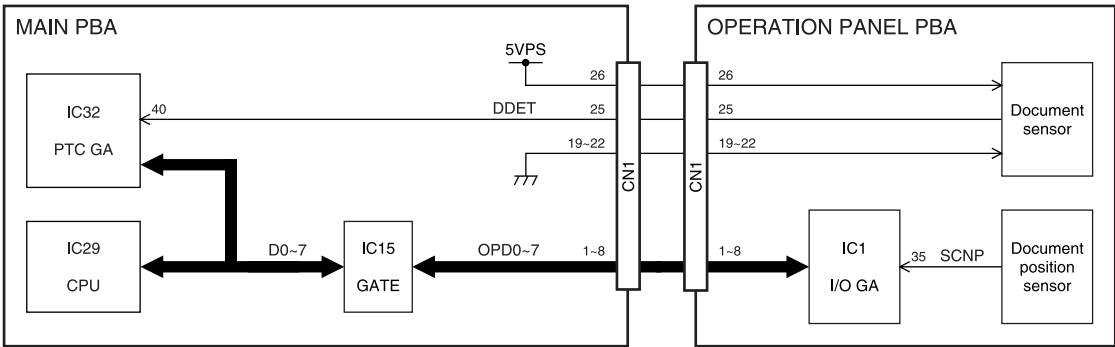 MAIN PBA
OPERATION PANEL PBA
5VPS
26
26
IC32
PTC GA
40
DDET
25
25
Document
sensor
19~22
19~22
CN1
CN1
IC29
CPU
D0~7
IC15
GATE
OPD0~7
1~8
1~8
IC1
I/O GA
35
SCNP
Document
position
sensor